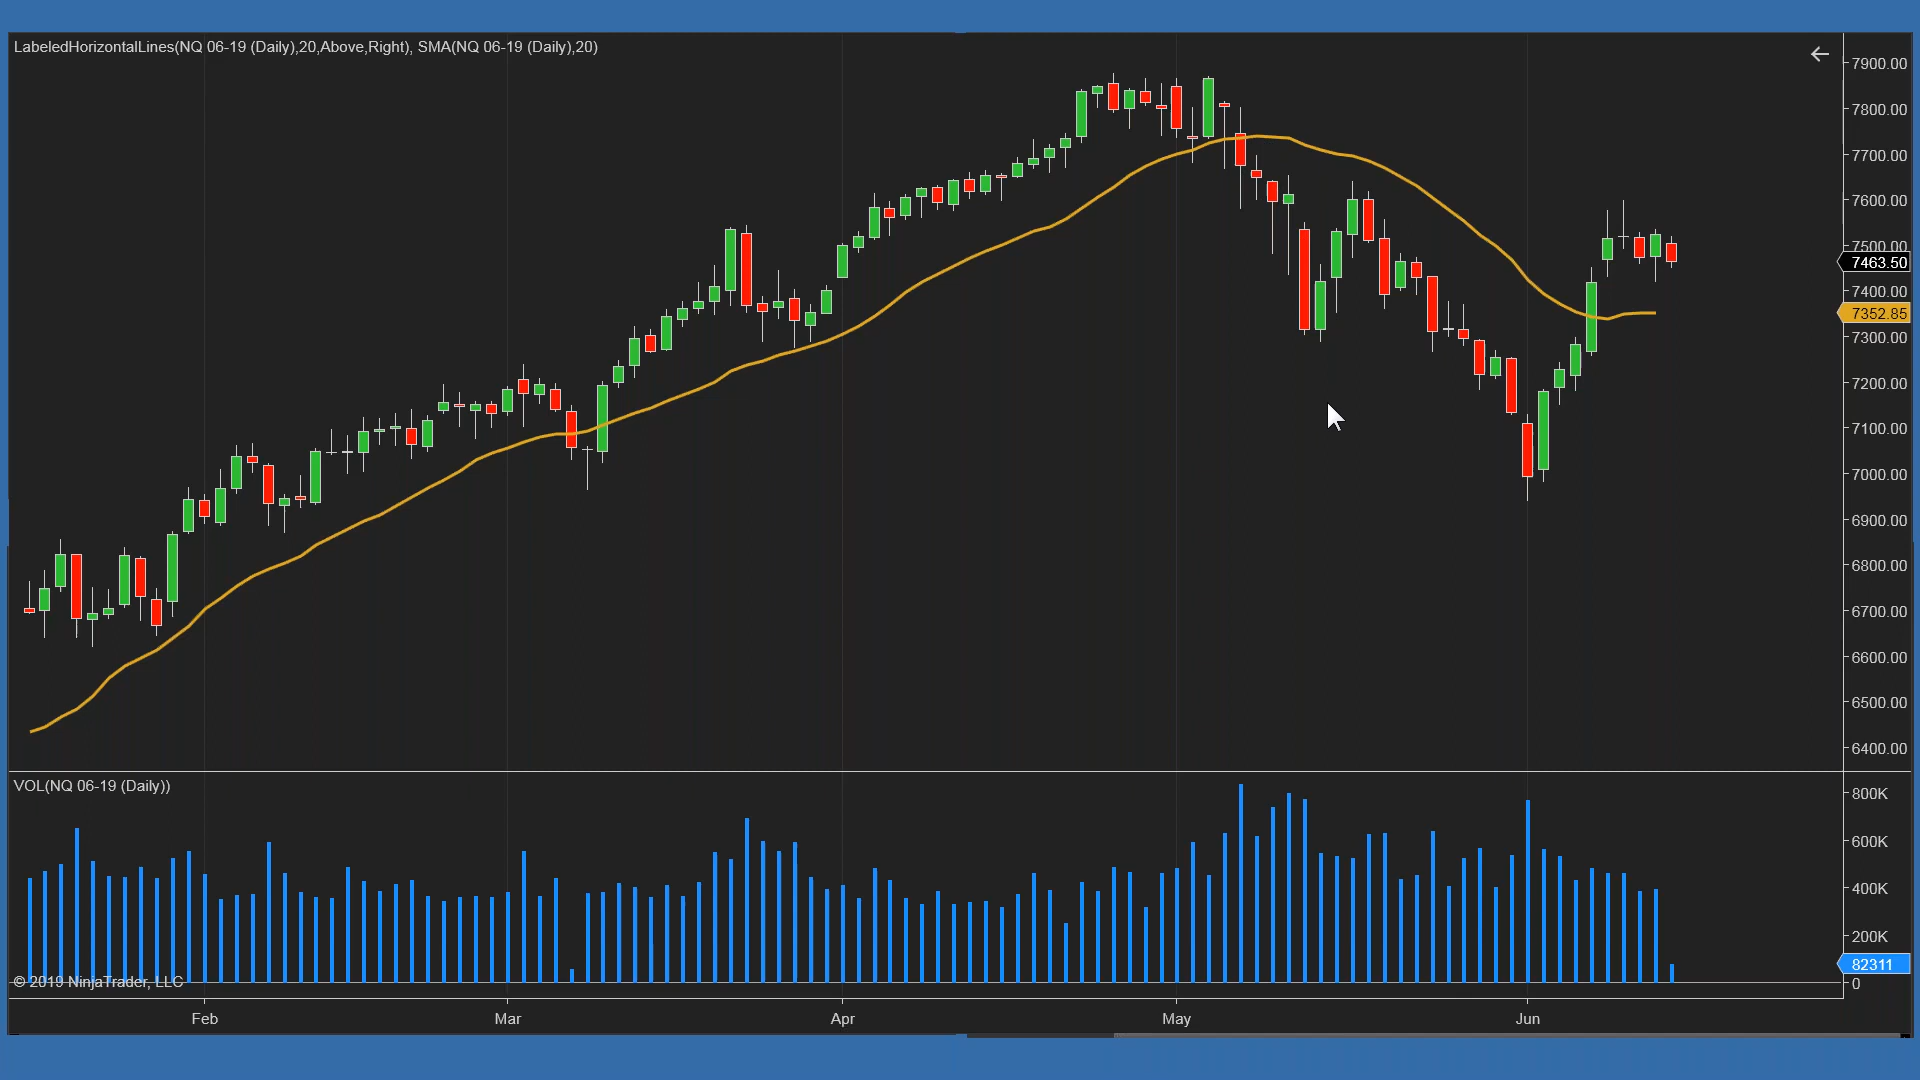 LabeledHorizontalLines(NQ 06-19 (Daily),20,Above,Right), SMA(NQ 06-19 (Daily),20)
7900.00
7800.00
7700.00
7600.00
7500.00
7463.50
7400.00
7352.85
7300.00
7200.00
7100.00
7000.00
6900.00
6800.00
6700.00
6600.00
6500.00
6400.00
VOL(NQ 06-19 (Daily))
800K
600K
400K
200K
82311
0
© 2019 NinjaTrader, LLC
Feb Mar Apr May Jun